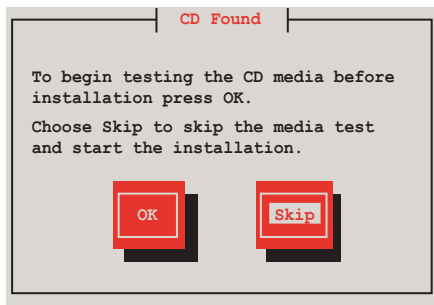 CD Found
To begin testing the CD media before
installation press OK.
Choose Skip to skip the media test
and start the installation.
OK Skip